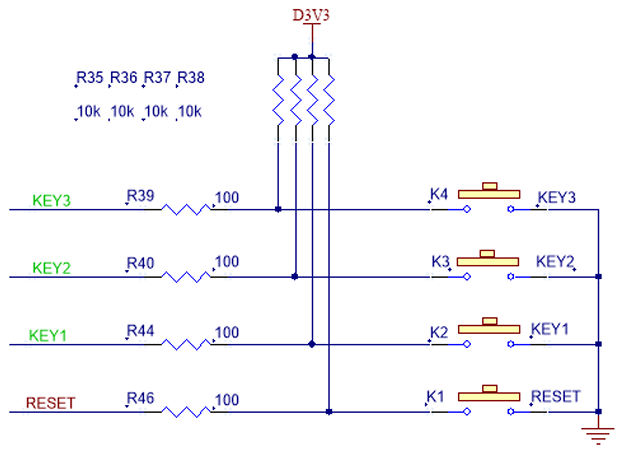 D3V3
R35 R36 R37 R38
10k 10k 10k 10k
KEY3 R39 100 K4 KEY3
KEY2 R40 100 K3 KEY2
KEY1 R44 100 K2 KEY1
RESET R46 100 K1 RESET